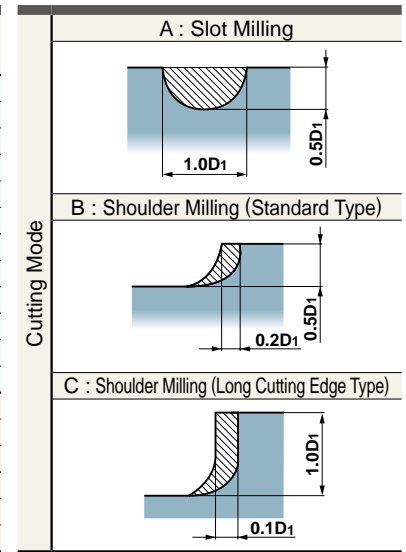 Cutting Mode
A : Slot Milling
0.5D1
1.0D1
B : Shoulder Milling (Standard Type)
0.5D1
0.2D1
C : Shoulder Milling (Long Cutting Edge Type)
1.0D1
0.1D1